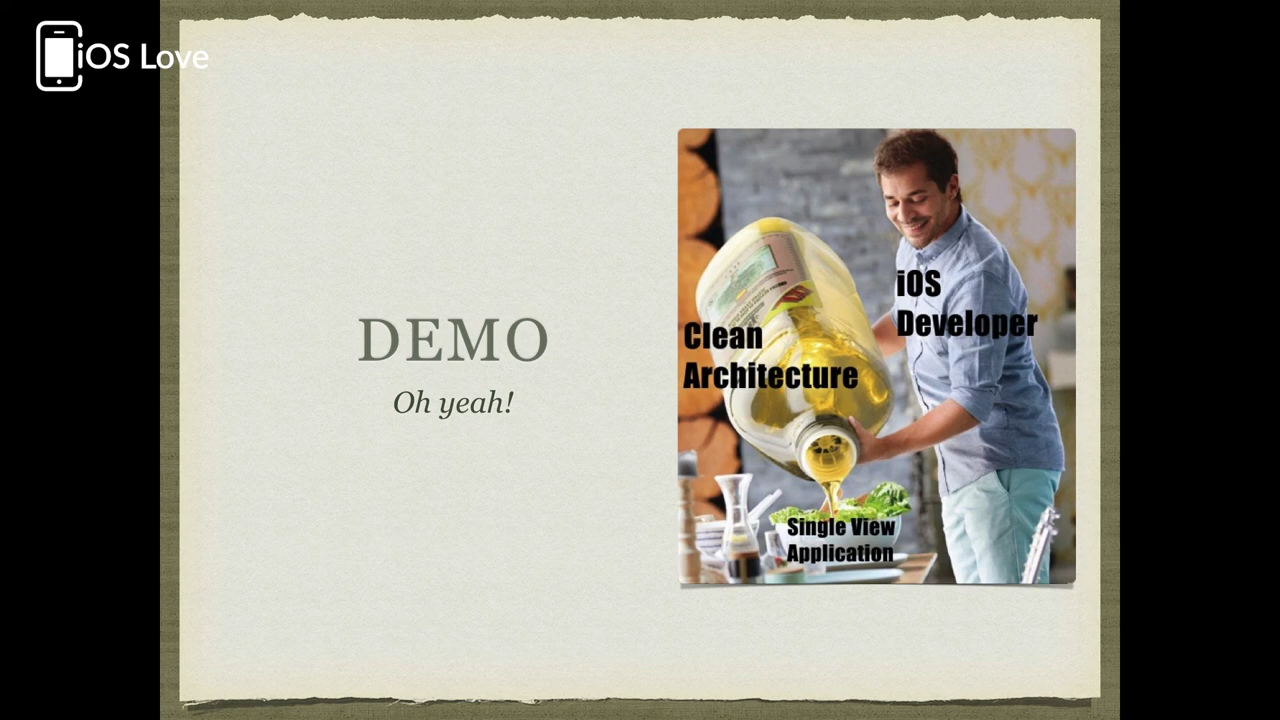 iOS Love
DEMO
Oh yeah!
iOS
Developer
Clean
Architecture
Single View
Application